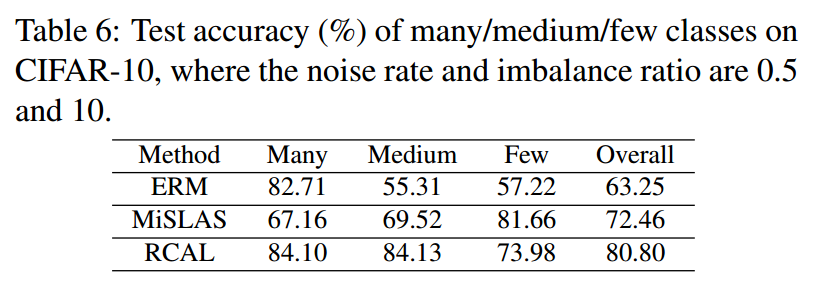 Table 6: Test accuracy (%) of many/medium/few classes on
CIFAR-10, where the noise rate and imbalance ratio are 0.5
and 10.
Method Many Medium Few Overall
ERM 82.71 55.31 57.22 63.25
MiSLAS 67.16 69.52 81.66 72.46
RCAL 84.10 84.13 73.98 80.80